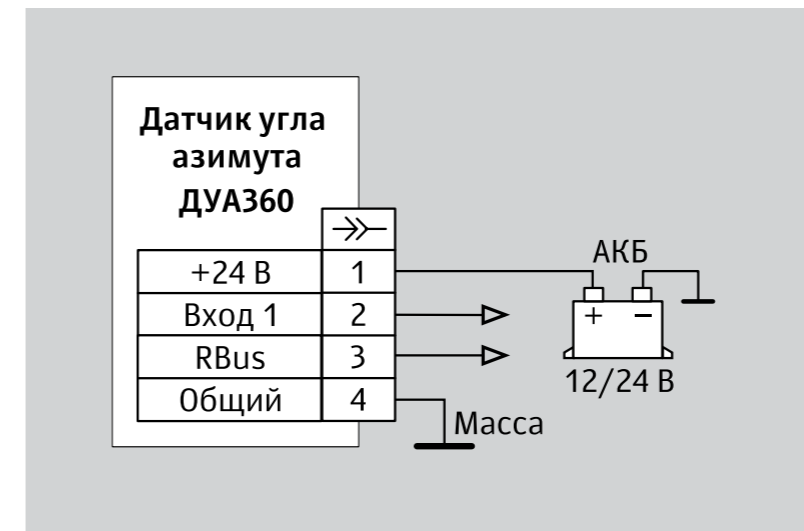 Датчик угла
азимута
ДУА360
+24 В 1
Вход 1 2
RBus 3
Общий 4
Масса
АКБ
+ −
12/24 В